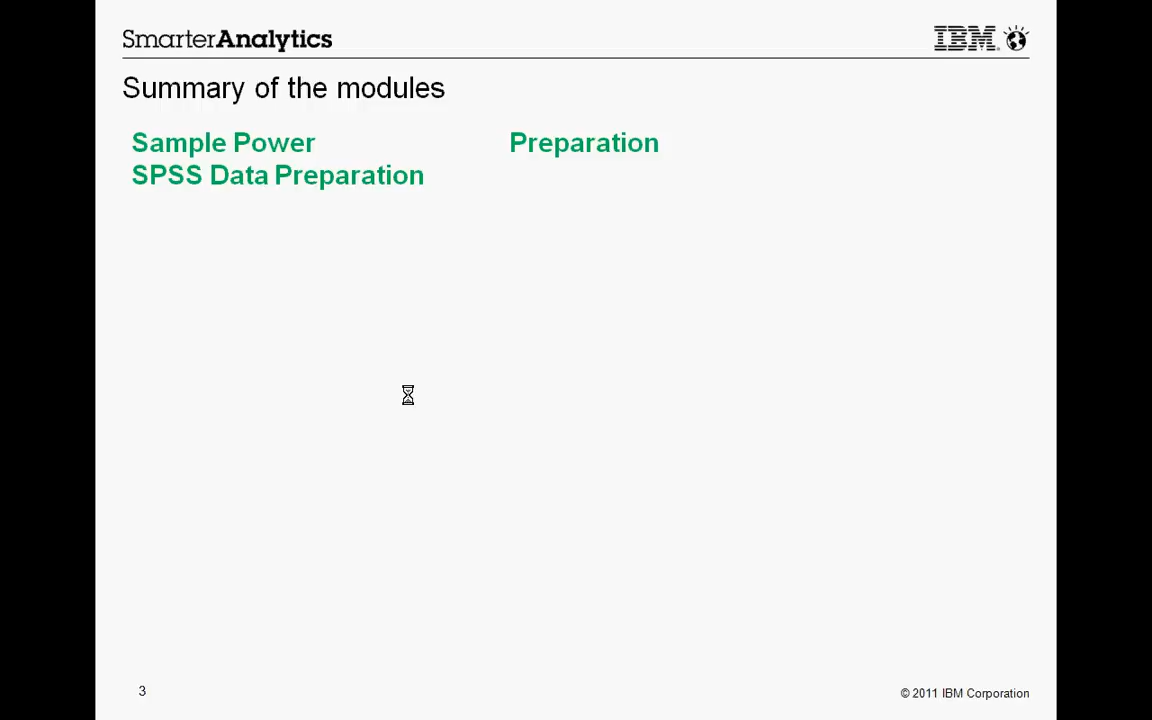 SmarterAnalytics
IBM
Summary of the modules
Sample Power
Preparation
SPSS Data Preparation
3
© 2011 IBM Corporation